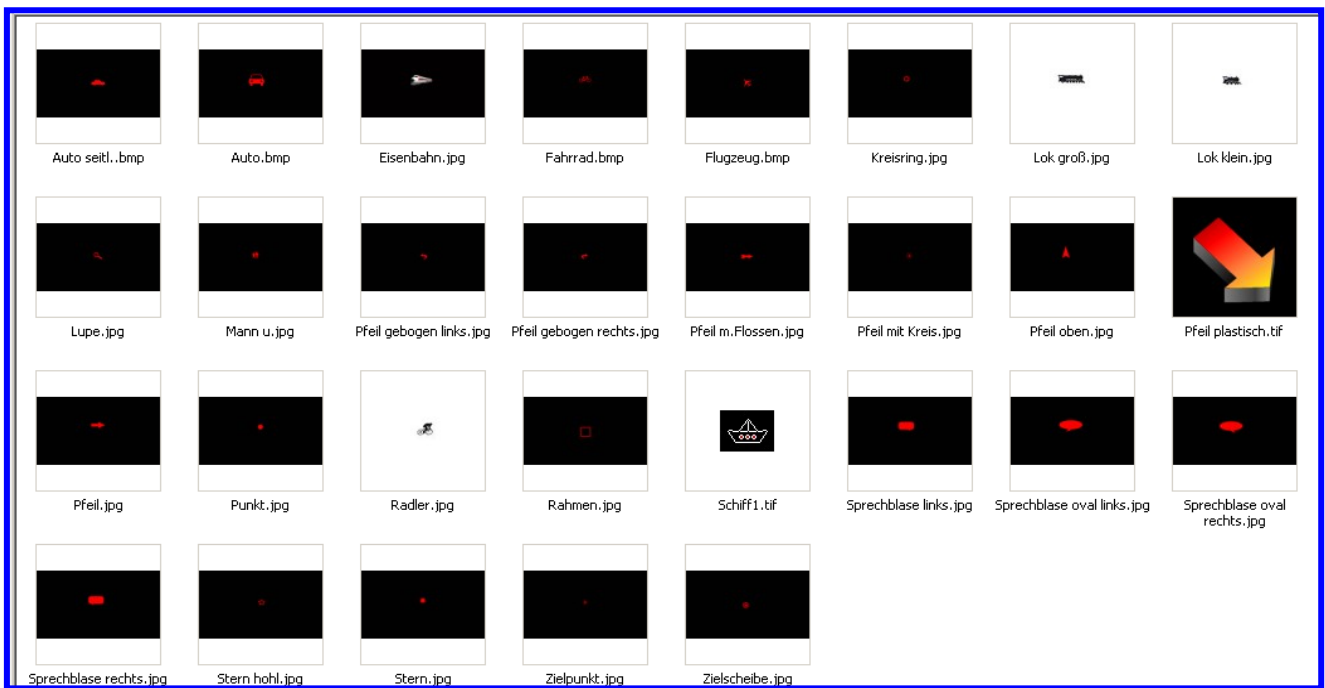 Auto seitl..bmp
Auto.bmp
Eisenbahn.jpg
Fahrrad.bmp
Flugzeug.bmp
Kreisring.jpg
Lok groß.jpg
Lok klein.jpg
Lupe.jpg
Mann u.jpg
Pfeil gebogen links.jpg
Pfeil gebogen rechts.jpg
Pfeil m.Flossen.jpg
Pfeil mit Kreis.jpg
Pfeil oben.jpg
Pfeil plastisch.tif
Pfeil.jpg
Punkt.jpg
Radler.jpg
Rahmen.jpg
Schiff1.tif
Sprechblase links.jpg
Sprechblase oval links.jpg
Sprechblase oval
rechts.jpg
Sprechblase rechts.jpg
Stern hohl.jpg
Stern.jpg
Zielpunkt.jpg
Zielscheibe.jpg